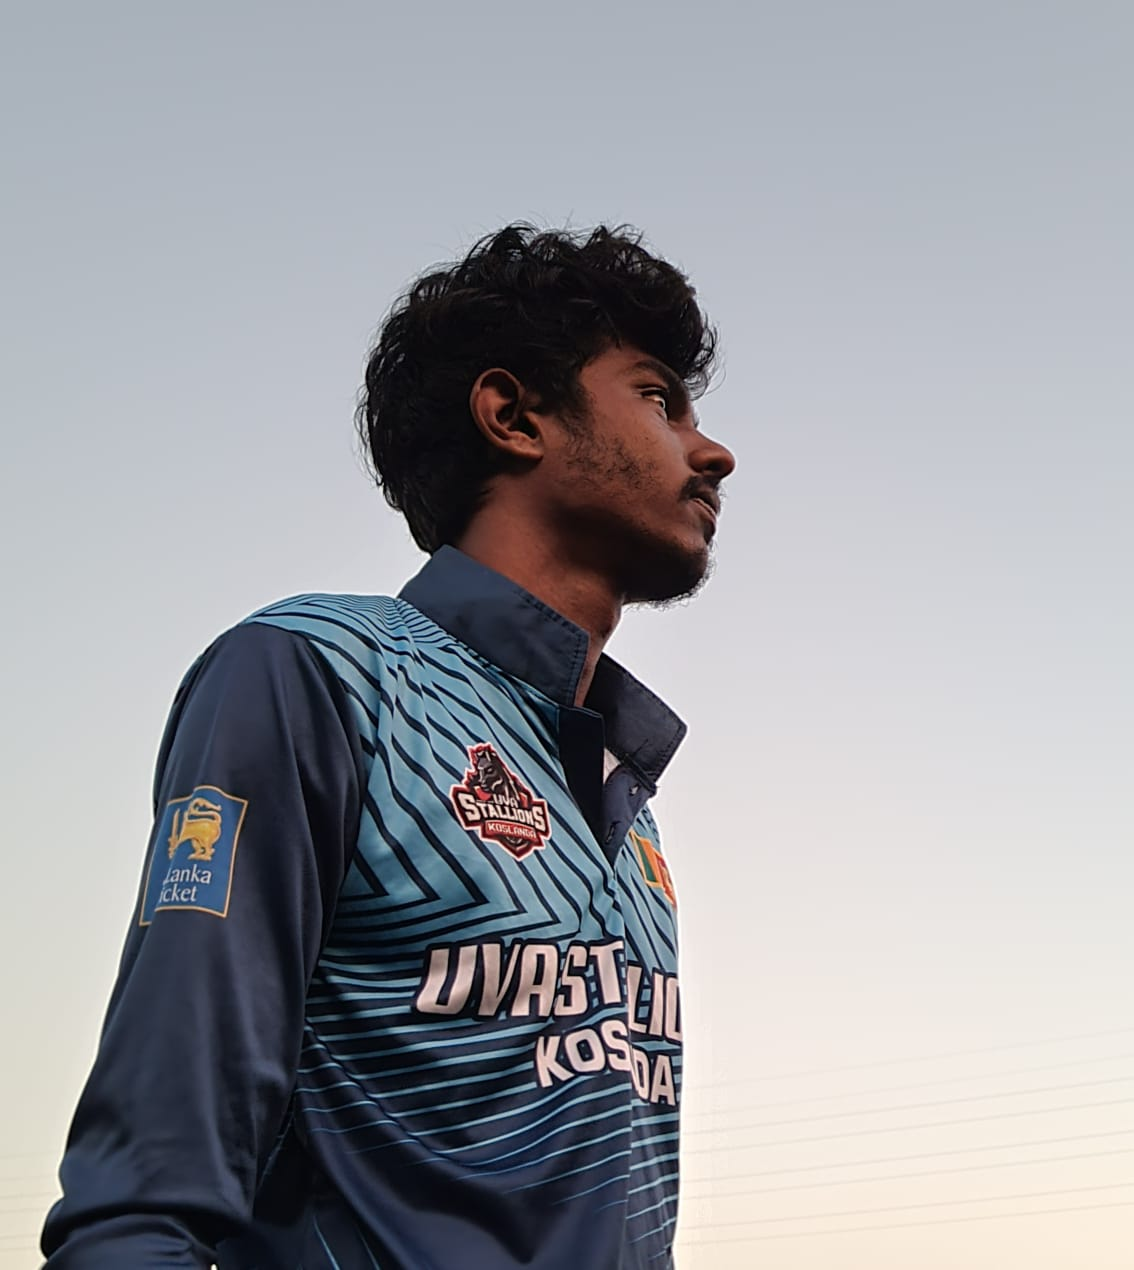 UVA
STALLIONS
KOSLANDA
Lanka
icket
UVA ST LIO
KOS DA